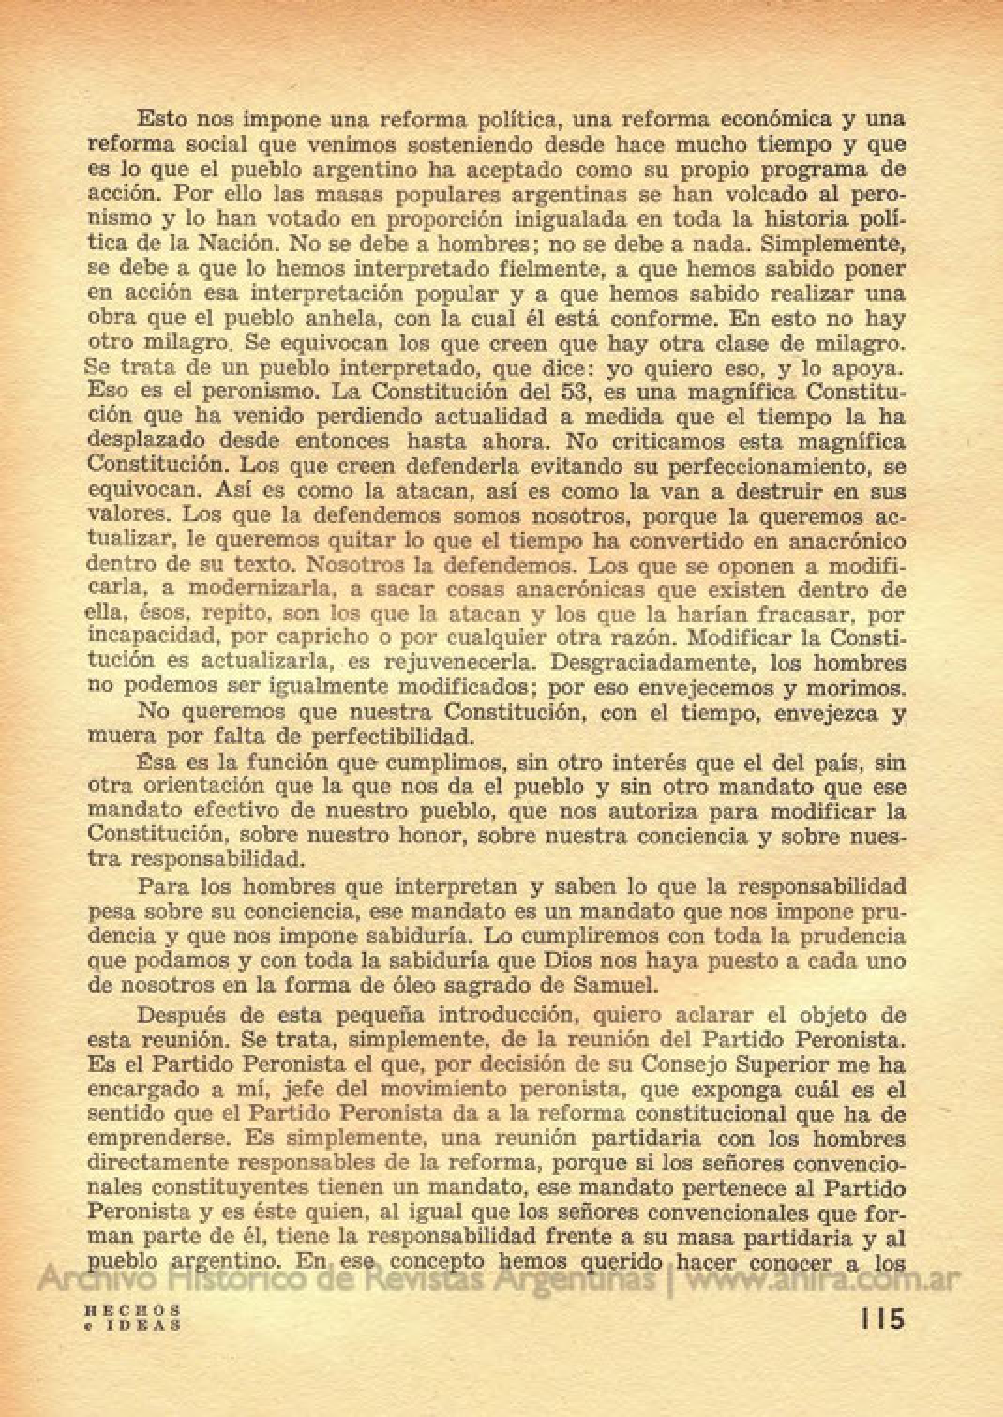 Esto nos impone una reforma política, una reforma económica y una
reforma social que venimos sosteniendo desde hace mucho tiempo y que
es lo que el pueblo argentino ha aceptado como su propio programa de
acción. Por ello las masas populares argentinas se han volcado al pero-
nismo y lo han votado en proporción inigualada en toda la historia polí-
tica de la Nación. No se debe a hombres; no se debe a nada. Simplemente,
se debe a que lo hemos interpretado fielmente, a que hemos sabido poner
en acción esa interpretación popular y a que hemos sabido realizar una
obra que el pueblo anhela, con la cual él está conforme. En esto no hay
otro milagro. Se equivocan los que creen que hay otra clase de milagro.
Se trata de un pueblo interpretado, que dice: yo quiero eso, y lo apoya.
Eso es el peronismo. La Constitución del 53, es una magnífica Constitu-
ción que ha venido perdiendo actualidad a medida que el tiempo la ha
desplazado desde entonces hasta ahora. No criticamos esta magnífica
Constitución. Los que creen defenderla evitando su perfeccionamiento, se
equivocan. Así es como la atacan, así es como la van a destruir en sus
valores. Los que la defendemos somos nosotros, porque la queremos ac-
tualizar, le queremos quitar lo que el tiempo ha convertido en anacrónico
dentro de su texto. Nosotros la defendemos. Los que se oponen a modifi-
carla, a modernizarla, a sacar cosas anacrónicas que existen dentro de
ella, ésos, repito, son los que la atacan y los que la harían fracasar, por
incapacidad, por capricho o por cualquier otra razón. Modificar la Consti-
tución es actualizarla, es rejuvenecerla. Desgraciadamente, los hombres
no podemos ser igualmente modificados; por eso envejecemos y morimos.
No queremos que nuestra Constitución, con el tiempo, envejezca y
muera por falta de perfectibilidad.
Ésa es la función que cumplimos, sin otro interés que el del país, sin
otra orientación que la que nos da el pueblo y sin otro mandato que ese
mandato efectivo de nuestro pueblo, que nos autoriza para modificar la
Constitución, sobre nuestro honor, sobre nuestra conciencia y sobre nues-
tra responsabilidad.
Para los hombres que interpretan y saben lo que la responsabilidad
pesa sobre su conciencia, ese mandato es un mandato que nos impone pru-
dencia y que nos impone sabiduría. Lo cumpliremos con toda la prudencia
que podamos y con toda la sabiduría que Dios nos haya puesto a cada uno
de nosotros en la forma de óleo sagrado de Samuel.
Después de esta pequeña introducción, quiero aclarar el objeto de
esta reunión. Se trata, simplemente, de la reunión del Partido Peronista.
Es el Partido Peronista el que, por decisión de su Consejo Superior me ha
encargado a mí, jefe del movimiento peronista, que exponga cuál es el
sentido que el Partido Peronista da a la reforma constitucional que ha de
emprenderse. Es simplemente, una reunión partidaria con los hombres
directamente responsables de la reforma, porque si los señores convencio-
nales constituyentes tienen un mandato, ese mandato pertenece al Partido
Peronista y es éste quien, al igual que los señores convencionales que for-
man parte de él, tiene la responsabilidad frente a su masa partidaria y al
pueblo argentino. En ese concepto hemos querido hacer conocer a los
Archivo Histórico de Revistas Argentinas | www.ahira.com.ar
HECHOS
e IDEAS
115